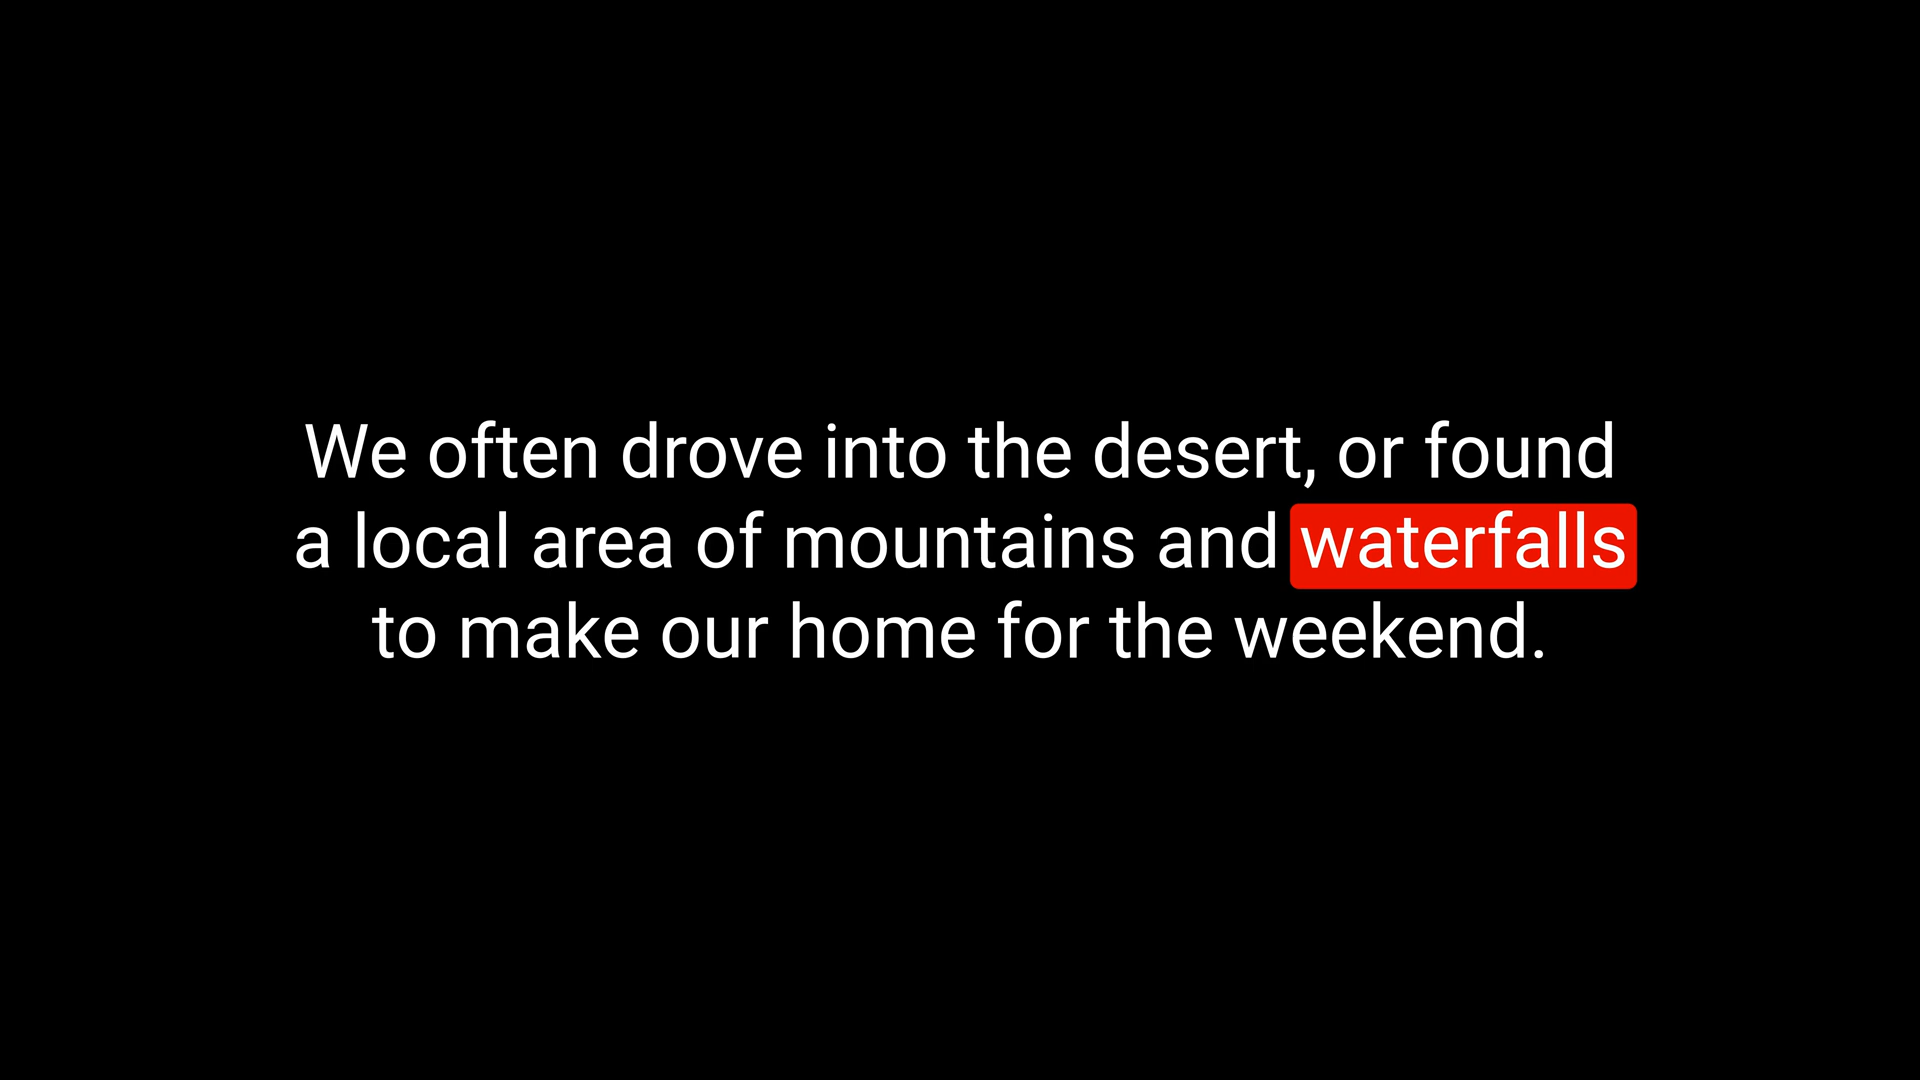 We often drove into the desert, or found
a local area of mountains and waterfalls
to make our home for the weekend.